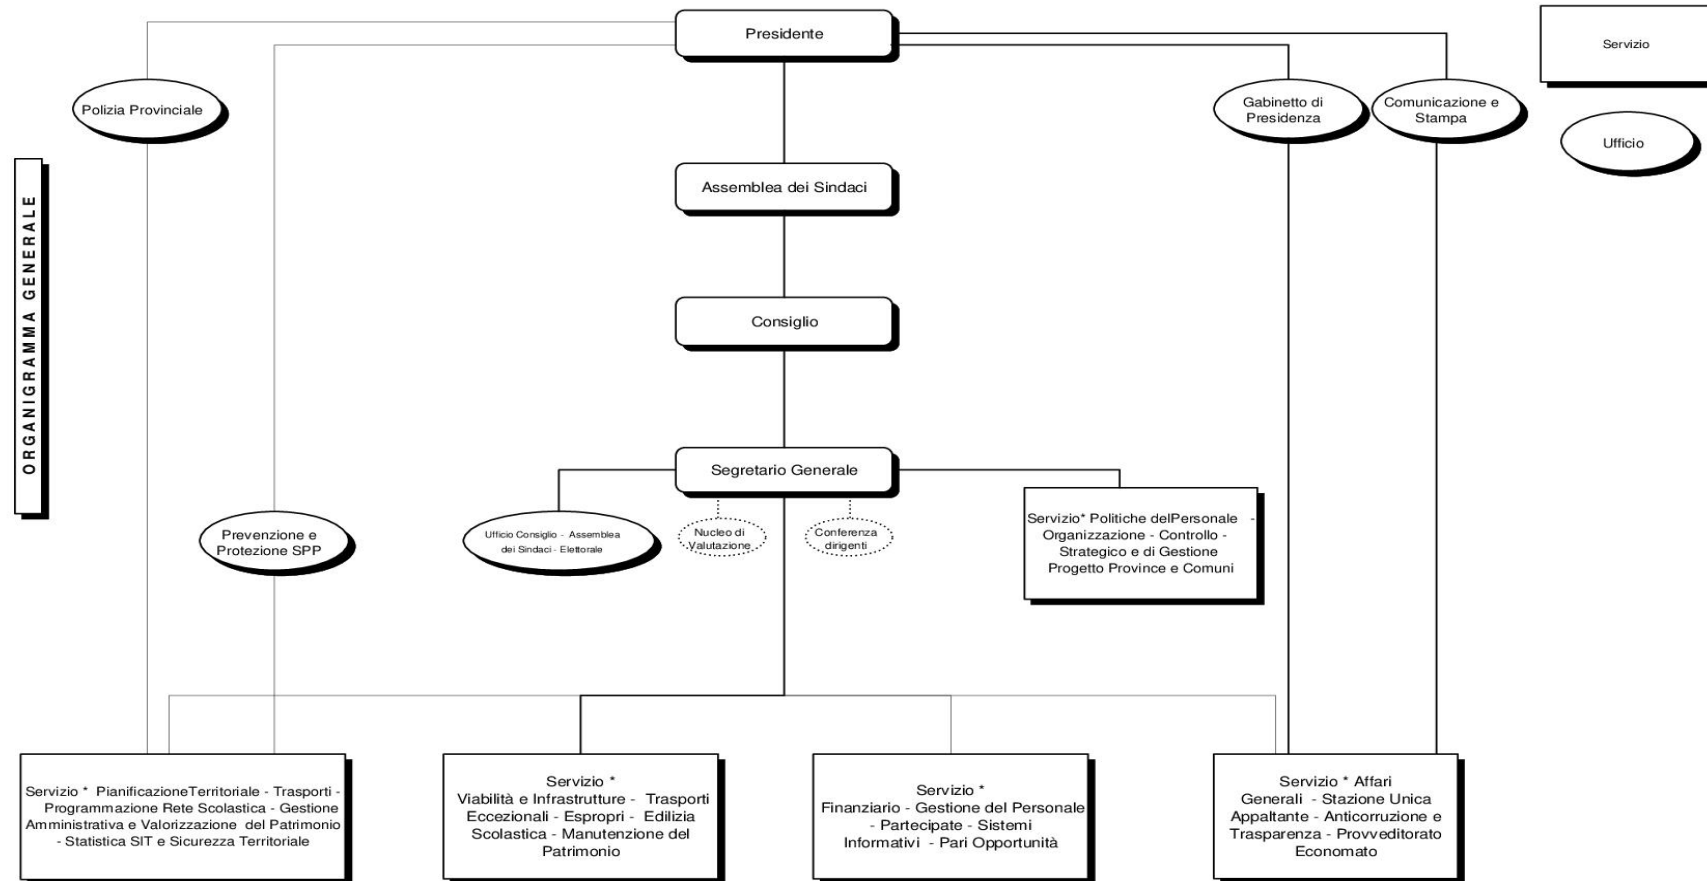 Presidente
Servizio
Polizia Provinciale
Gabinetto di
Presidenza
Comunicazione e
Stampa
Ufficio
ORGANIGRAMMA GENERALE
Assemblea dei Sindaci
Consiglio
Segretario Generale
Prevenzione e
Protezione SPP
Ufficio Consiglio - Assemblea
dei Sindaci - Elettorale
Nucleo di
Valutazione
Conferenza
dirigenti
Servizio* Politiche delPersonale -
Organizzazione - Controllo -
Strategico e di Gestione
Progetto Province e Comuni
Servizio * PianificazioneTerritoriale - Trasporti -
Programmazione Rete Scolastica - Gestione
Amministrativa e Valorizzazione del Patrimonio
- Statistica SIT e Sicurezza Territoriale
Servizio *
Viabilità e Infrastrutture - Trasporti
Eccezionali - Espropri - Edilizia
Scolastica - Manutenzione del
Patrimonio
Servizio *
Finanziario - Gestione del Personale
- Partecipate - Sistemi
Informativi - Pari Opportunità
Servizio * Affari
Generali - Stazione Unica
Appaltante - Anticorruzione e
Trasparenza - Provveditorato
Economato